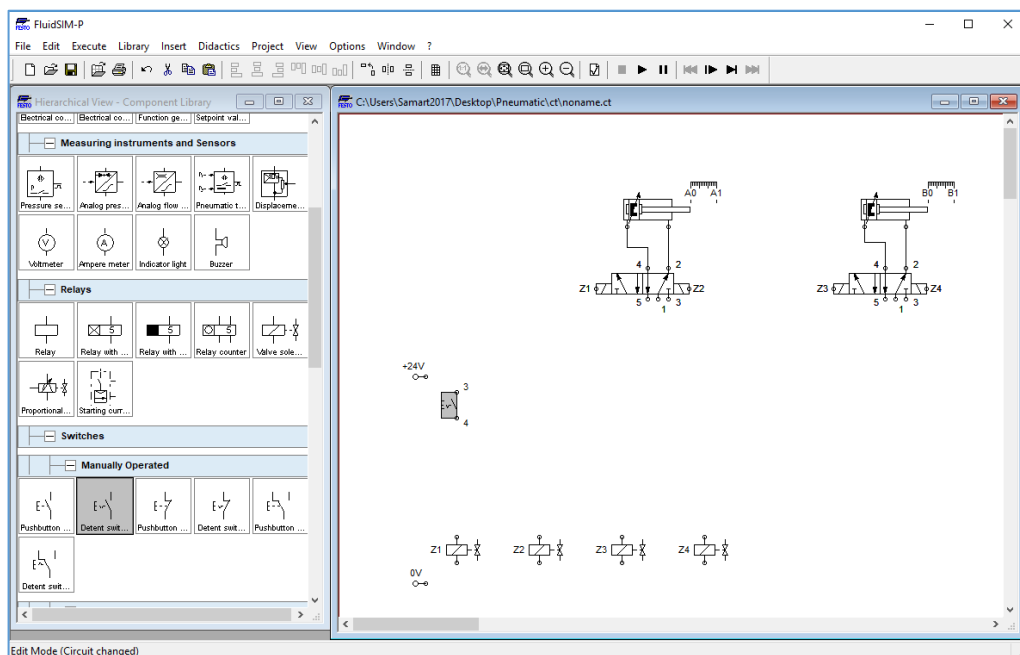 FluidSIM-P
File Edit Execute Library Insert Didactics Project View Options Window ?
Hierarchical View - Component Library
Electrical co... Electrical co... Function ge... Setpoint val...
Measuring instruments and Sensors
Pressure se... Analog pres... Analog flow ... Pneumatic t... Displaceme...
Voltmeter Ampere meter Indicator light Buzzer
Relays
Relay Relay with ... Relay with ... Relay counter Valve sole...
Proportional... Starting curr...
Switches
Manually Operated
Pushbutton ... Detent swit... Pushbutton ... Detent swit... Pushbutton ...
Detent swit...
C:\Users\Samart2017\Desktop\Pneumatic\ct\noname.ct
A0 A1 B0 B1
4 2 4 2
Z1 Z2 Z3 Z4
5 1 3 5 1 3
+24V
3
4
Z1 Z2 Z3 Z4
0V
Edit Mode (Circuit changed)